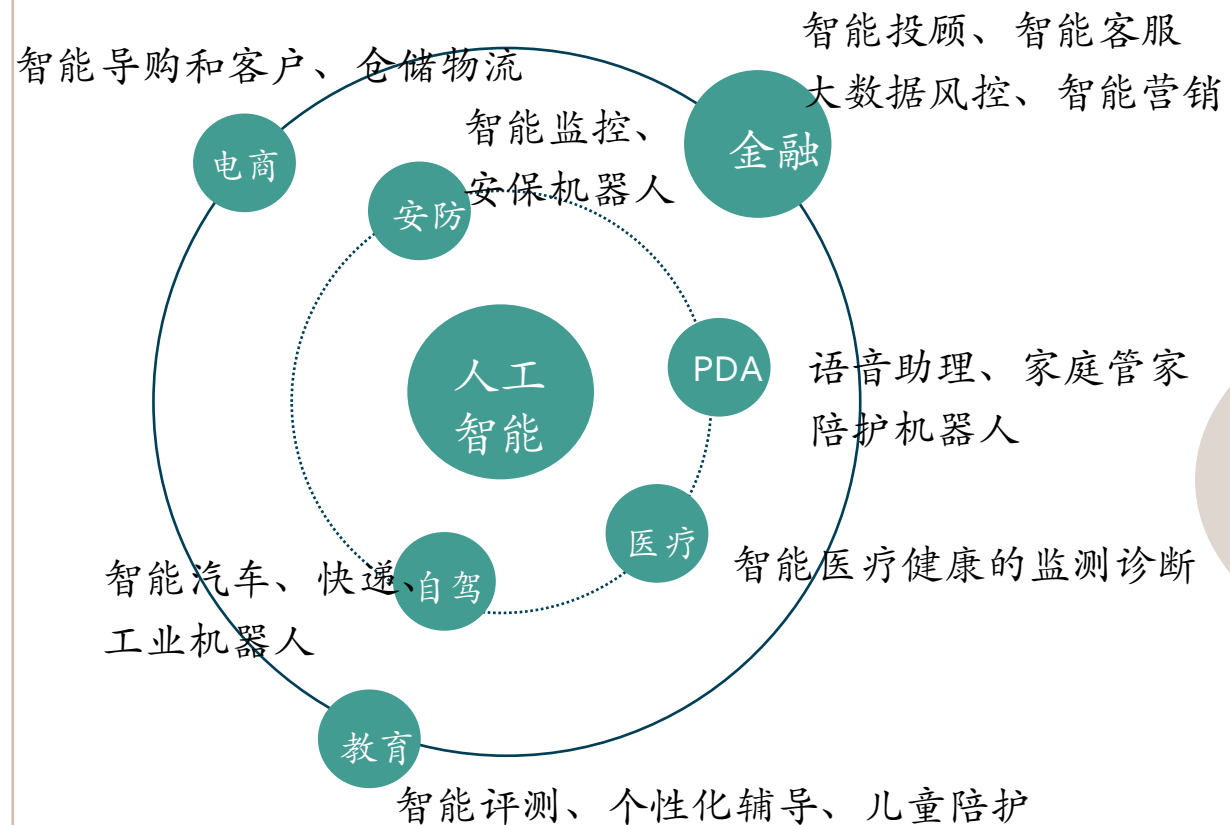 智能投顾、智能客服
大数据风控、智能营销
金融
智能导购和客户、仓储物流
电商
智能监控、
安保机器人
安防
人工
智能
PDA
语音助理、家庭管家
陪护机器人
医疗
智能医疗健康的监测诊断
智能汽车、快递、
工业机器人
自驾
教育
智能评测、个性化辅导、儿童陪护